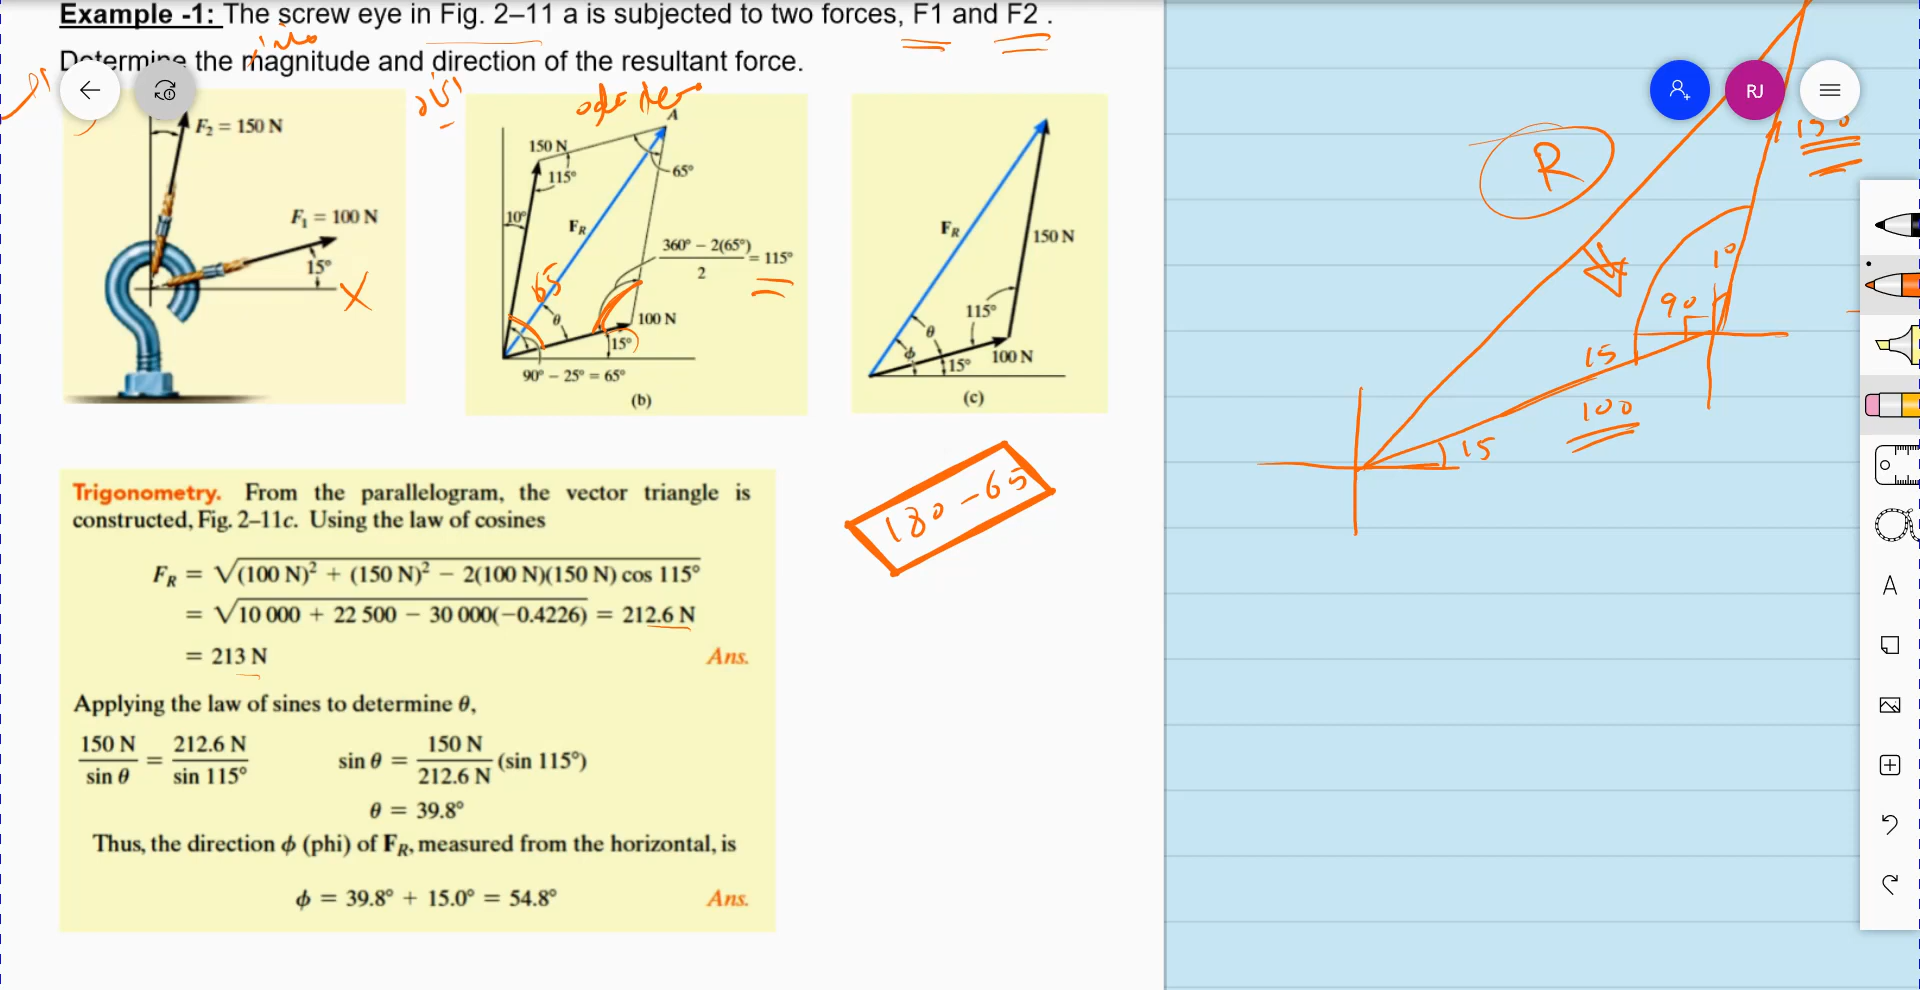 Example -1: The screw eye in Fig. 2–11 a is subjected to two forces, F1 and F2 .
Determine the magnitude and direction of the resultant force.
F₂ = 150 N
F₁ = 100 N
15°
X
A
150 N
115°
65°
10°
F_R
360° − 2(65°)
2
= 115°
65
θ
100 N
15°
90° − 25° = 65°
(b)
F_R
150 N
115°
θ
ϕ
100 N
15°
(c)
180 - 65
Trigonometry. From the parallelogram, the vector triangle is
constructed, Fig. 2–11c. Using the law of cosines
F_R = √(100 N)² + (150 N)² − 2(100 N)(150 N) cos 115°
= √10 000 + 22 500 − 30 000(−0.4226) = 212.6 N
= 213 N Ans.
Applying the law of sines to determine θ,
150 N / sin θ = 212.6 N / sin 115° sin θ = 150 N / 212.6 N (sin 115°)
θ = 39.8°
Thus, the direction ϕ (phi) of F_R, measured from the horizontal, is
ϕ = 39.8° + 15.0° = 54.8° Ans.
RJ
R
150
10
90
15
100
15
A